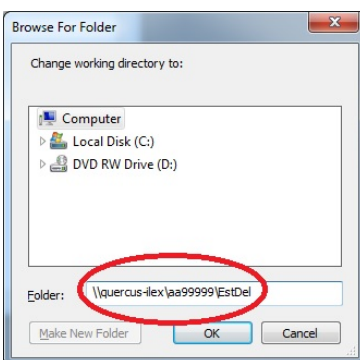 Browse For Folder
Change working directory to:
Computer
Local Disk (C:)
DVD RW Drive (D:)
Folder: \\quercus-ilex\aa99999\EstDel
Make New Folder OK Cancel